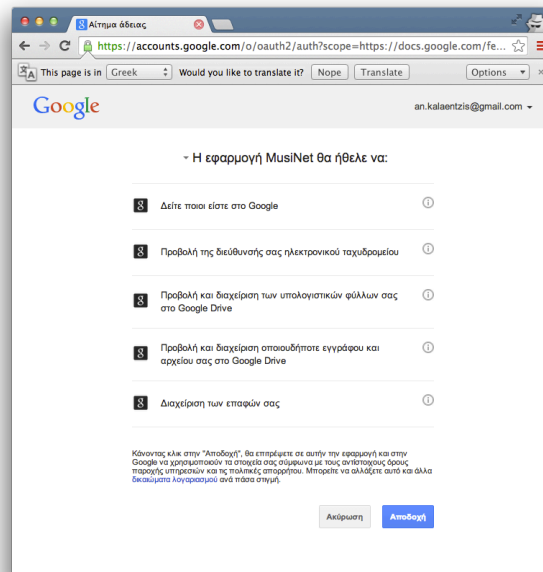 Αίτημα άδειας
https://accounts.google.com/o/oauth2/auth?scope=https://docs.google.com/fe...
This page is in Greek Would you like to translate it? Nope Translate Options
Google
an.kalaentzis@gmail.com
Η εφαρμογή MusiNet θα ήθελε να:
Δείτε ποιοι είστε στο Google
Προβολή της διεύθυνσής σας ηλεκτρονικού ταχυδρομείου
Προβολή και διαχείριση των υπολογιστικών φύλλων σας
στο Google Drive
Προβολή και διαχείριση οποιουδήποτε εγγράφου και
αρχείου σας στο Google Drive
Διαχείριση των επαφών σας
Κάνοντας κλικ στην "Αποδοχή", θα επιτρέψετε σε αυτήν την εφαρμογή και στην
Google να χρησιμοποιούν τα στοιχεία σας σύμφωνα με τους αντίστοιχους όρους
παροχής υπηρεσιών και τις πολιτικές απορρήτου. Μπορείτε να αλλάξετε αυτό και άλλα
δικαιώματα λογαριασμού ανά πάσα στιγμή.
Ακύρωση Αποδοχή